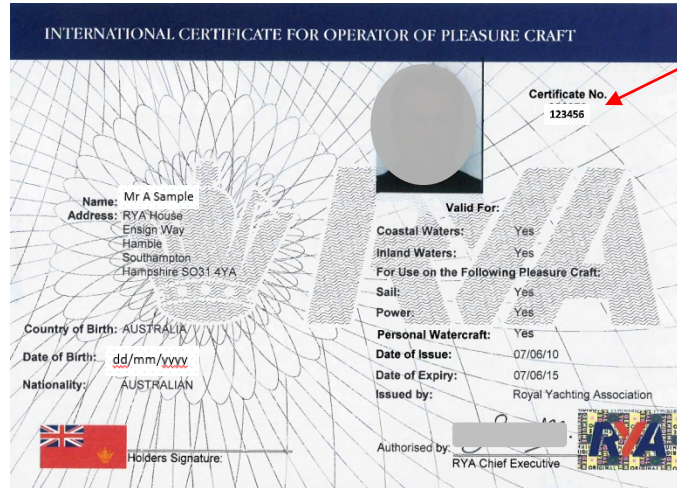 INTERNATIONAL CERTIFICATE FOR OPERATOR OF PLEASURE CRAFT
Certificate No.
123456
Name: Mr A Sample
Address: RYA House
Ensign Way
Hamble
Southampton
Hampshire SO31 4YA
Country of Birth: AUSTRALIA
Date of Birth: dd/mm/yyyy
Nationality: AUSTRALIAN
Holders Signature:
Valid For:
Coastal Waters: Yes
Inland Waters: Yes
For Use on the Following Pleasure Craft:
Sail: Yes
Power: Yes
Personal Watercraft: Yes
Date of Issue: 07/06/10
Date of Expiry: 07/06/15
Issued by: Royal Yachting Association
Authorised by:
RYA Chief Executive
RYA
RYA